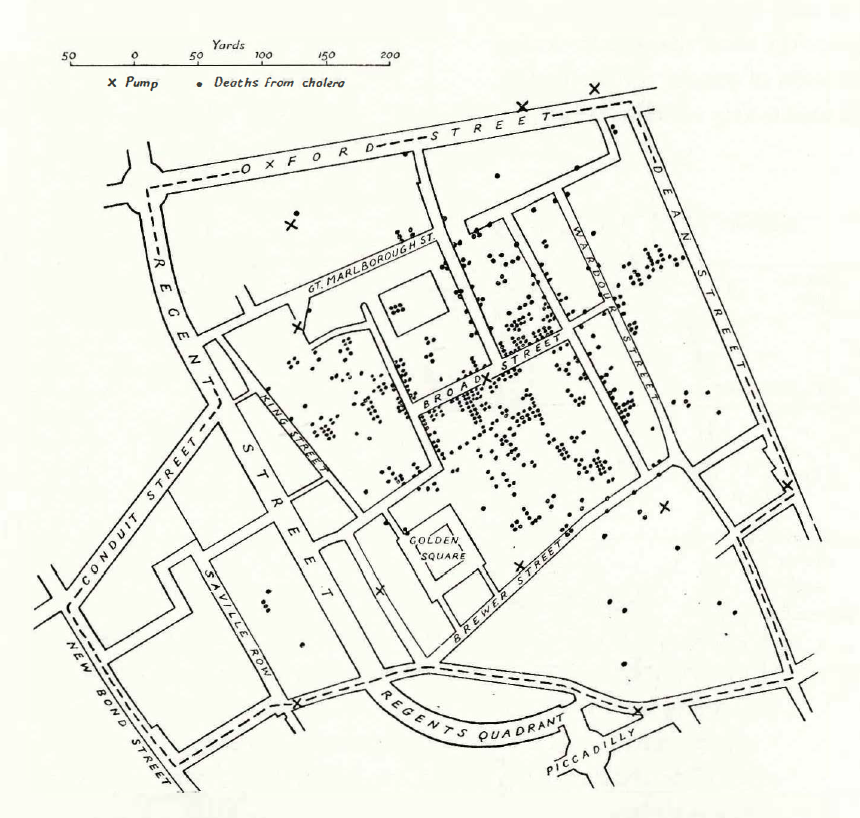 Yards
50 0 50 100 150 200
x Pump • Deaths from cholera
OXFORD STREET
DEAN STREET
REGENT STREET
WARDOUR STREET
GT. MARLBOROUGH ST.
BROAD STREET
KING STREET
CONDUIT STREET
GOLDEN
SQUARE
BREWER STREET
SAVILLE ROW
NEW BOND STREET
REGENTS QUADRANT
PICCADILLY